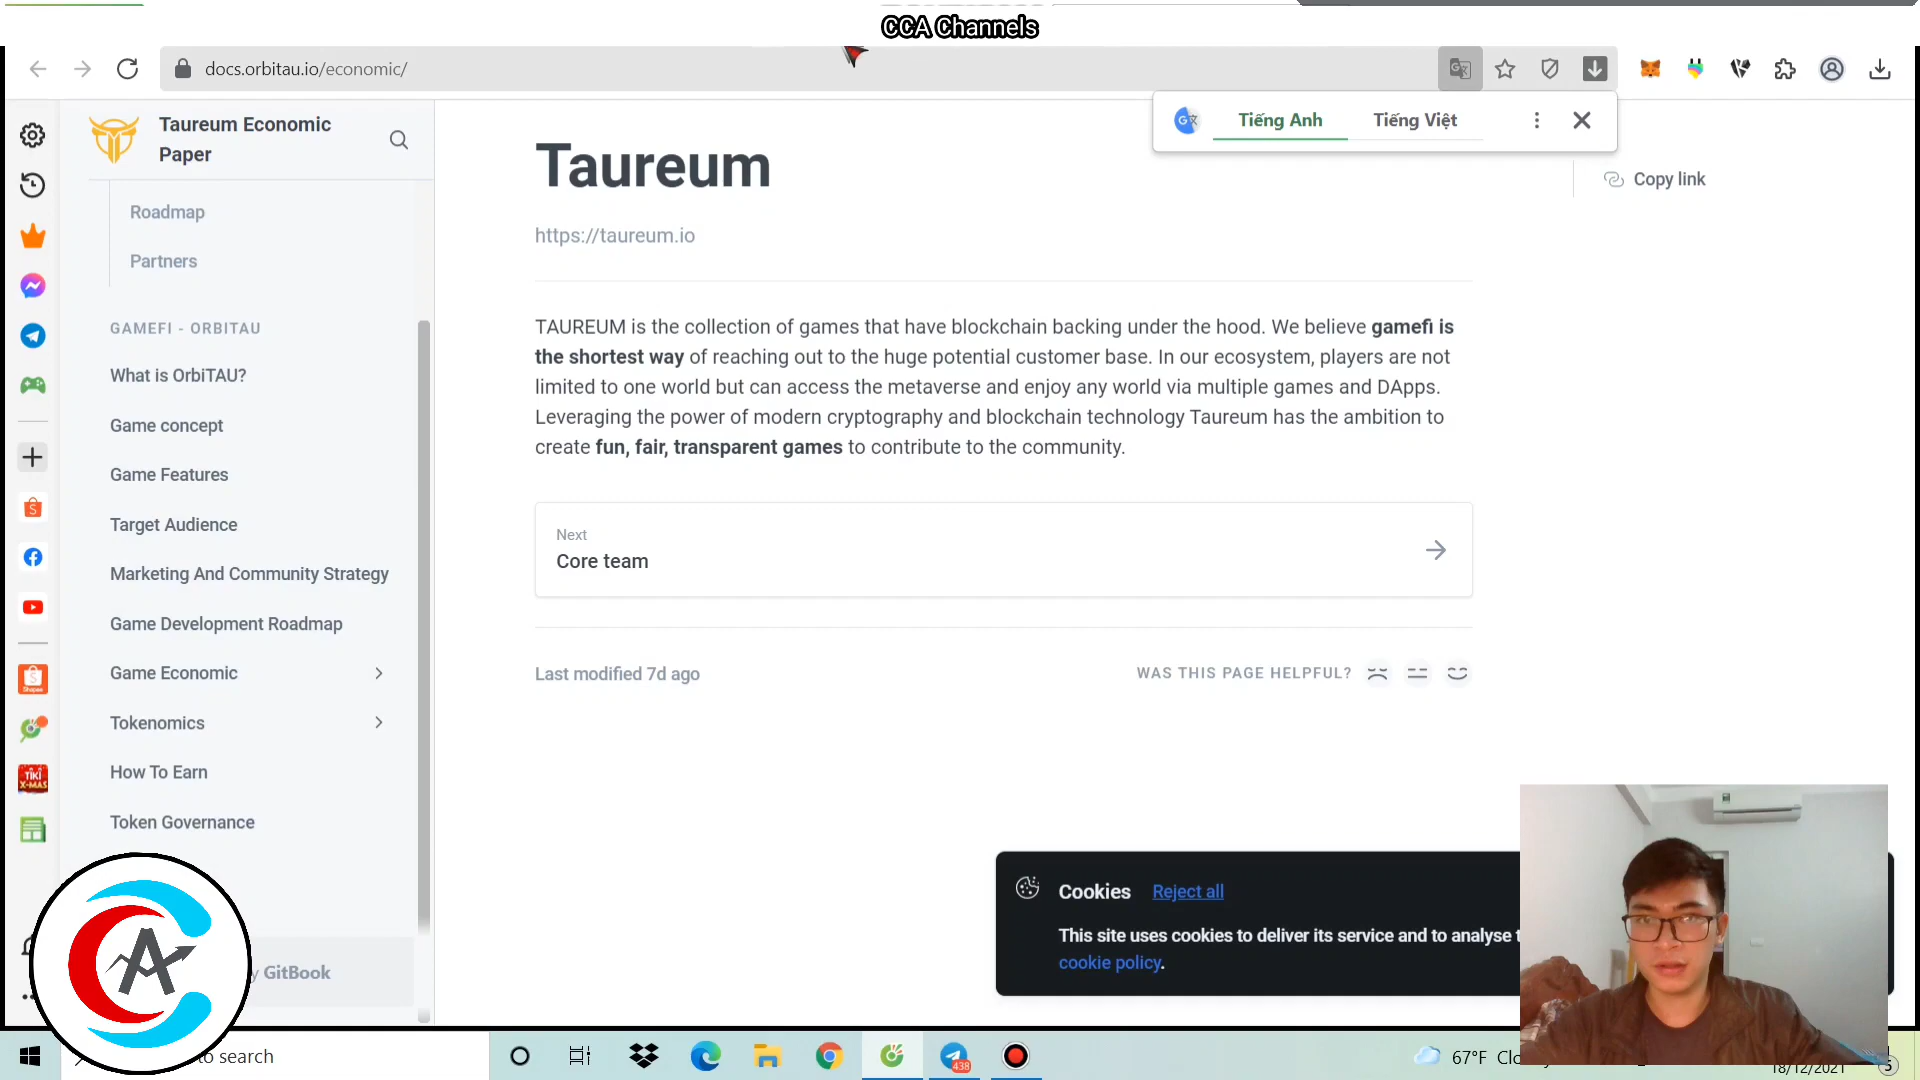 CCA Channels
docs.orbitau.io/economic/
Tiếng Anh
Tiếng Việt
Taureum Economic
Paper
Roadmap
Partners
GAMEFI - ORBITAU
What is OrbiTAU?
Game concept
Game Features
Target Audience
Marketing And Community Strategy
Game Development Roadmap
Game Economic
Tokenomics
How To Earn
Token Governance
GitBook
Taureum
https://taureum.io
Copy link
TAUREUM is the collection of games that have blockchain backing under the hood. We believe gamefi is
the shortest way of reaching out to the huge potential customer base. In our ecosystem, players are not
limited to one world but can access the metaverse and enjoy any world via multiple games and DApps.
Leveraging the power of modern cryptography and blockchain technology Taureum has the ambition to
create fun, fair, transparent games to contribute to the community.
Next
Core team
Last modified 7d ago
WAS THIS PAGE HELPFUL?
Cookies Reject all
This site uses cookies to deliver its service and to analyse
cookie policy.
to search
438
67°F
18/12/2021
5